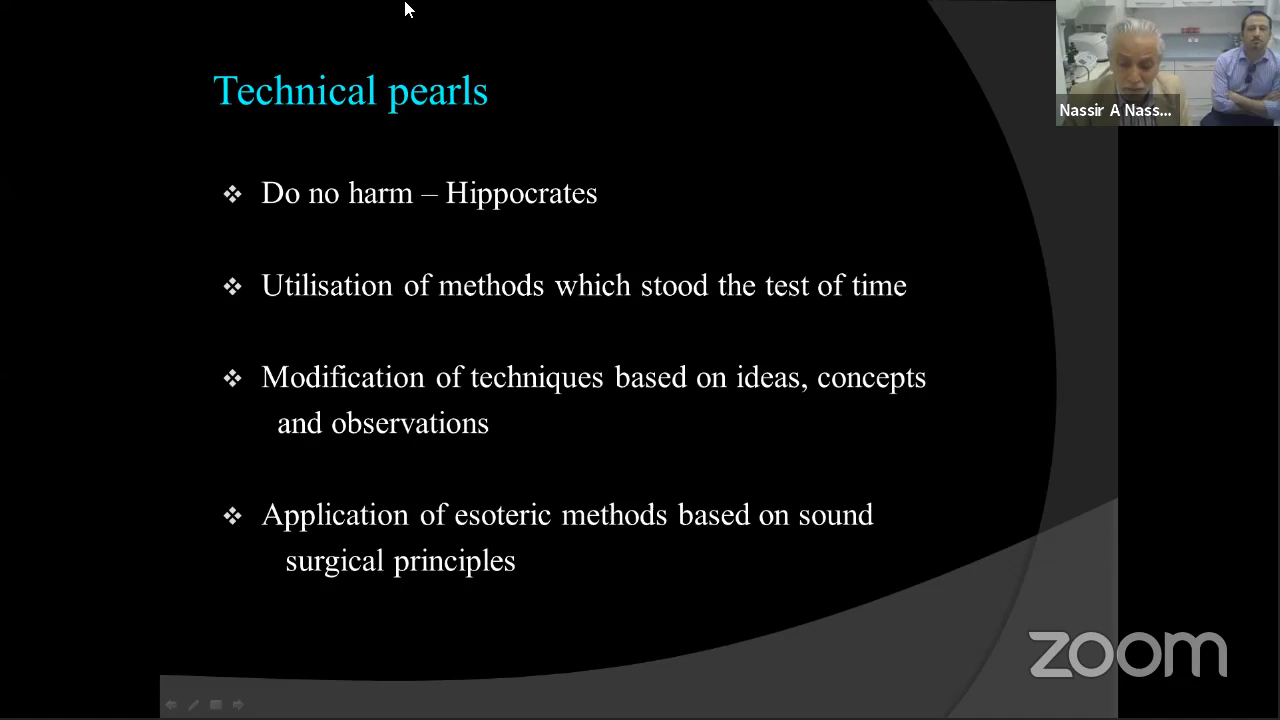 Technical pearls
Nassir A Nass...
Do no harm – Hippocrates
Utilisation of methods which stood the test of time
Modification of techniques based on ideas, concepts
and observations
Application of esoteric methods based on sound
surgical principles
zoom